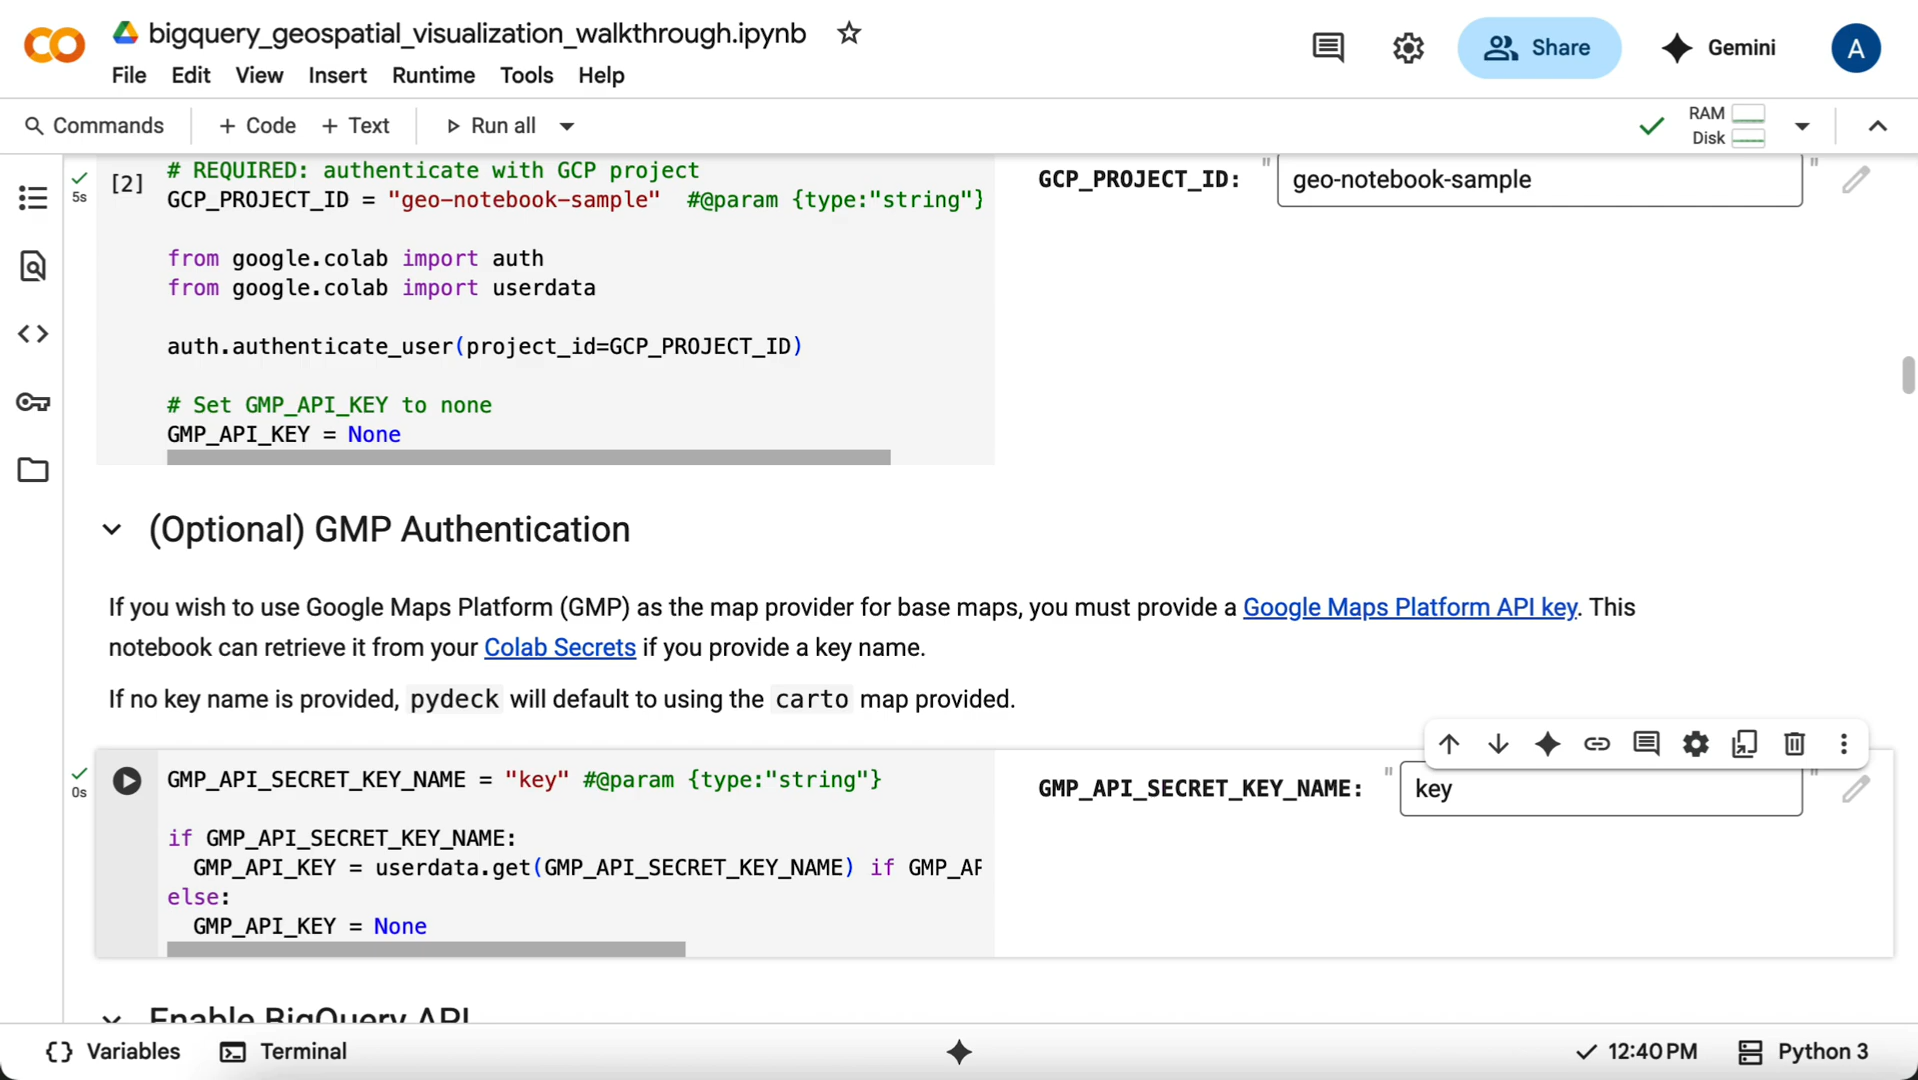 bigquery_geospatial_visualization_walkthrough.ipynb
File Edit View Insert Runtime Tools Help
Share
Gemini
A
Commands
+ Code + Text
Run all
RAM
Disk
5s
[2]
# REQUIRED: authenticate with GCP project
GCP_PROJECT_ID = "geo-notebook-sample" #@param {type:"string"}
from google.colab import auth
from google.colab import userdata
auth.authenticate_user(project_id=GCP_PROJECT_ID)
# Set GMP_API_KEY to none
GMP_API_KEY = None
GCP_PROJECT_ID: " geo-notebook-sample "
(Optional) GMP Authentication
If you wish to use Google Maps Platform (GMP) as the map provider for base maps, you must provide a Google Maps Platform API key. This
notebook can retrieve it from your Colab Secrets if you provide a key name.
If no key name is provided, pydeck will default to using the carto map provided.
0s
GMP_API_SECRET_KEY_NAME = "key" #@param {type:"string"}
if GMP_API_SECRET_KEY_NAME:
GMP_API_KEY = userdata.get(GMP_API_SECRET_KEY_NAME) if GMP_AP
else:
GMP_API_KEY = None
GMP_API_SECRET_KEY_NAME: " key "
Enable BigQuery API
{} Variables
Terminal
12:40 PM
Python 3